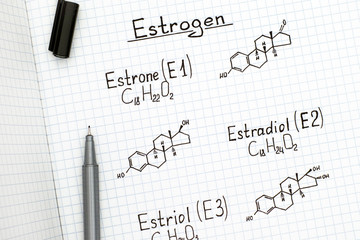 Estrogen
Estrone (E1)
C₁₈H₂₂O₂
O
H
H
H
HO
Estradiol (E2)
C₁₈H₂₄O₂
OH
H
H
H
HO
Estriol (E3)
OH
OH
H
H
H
HO